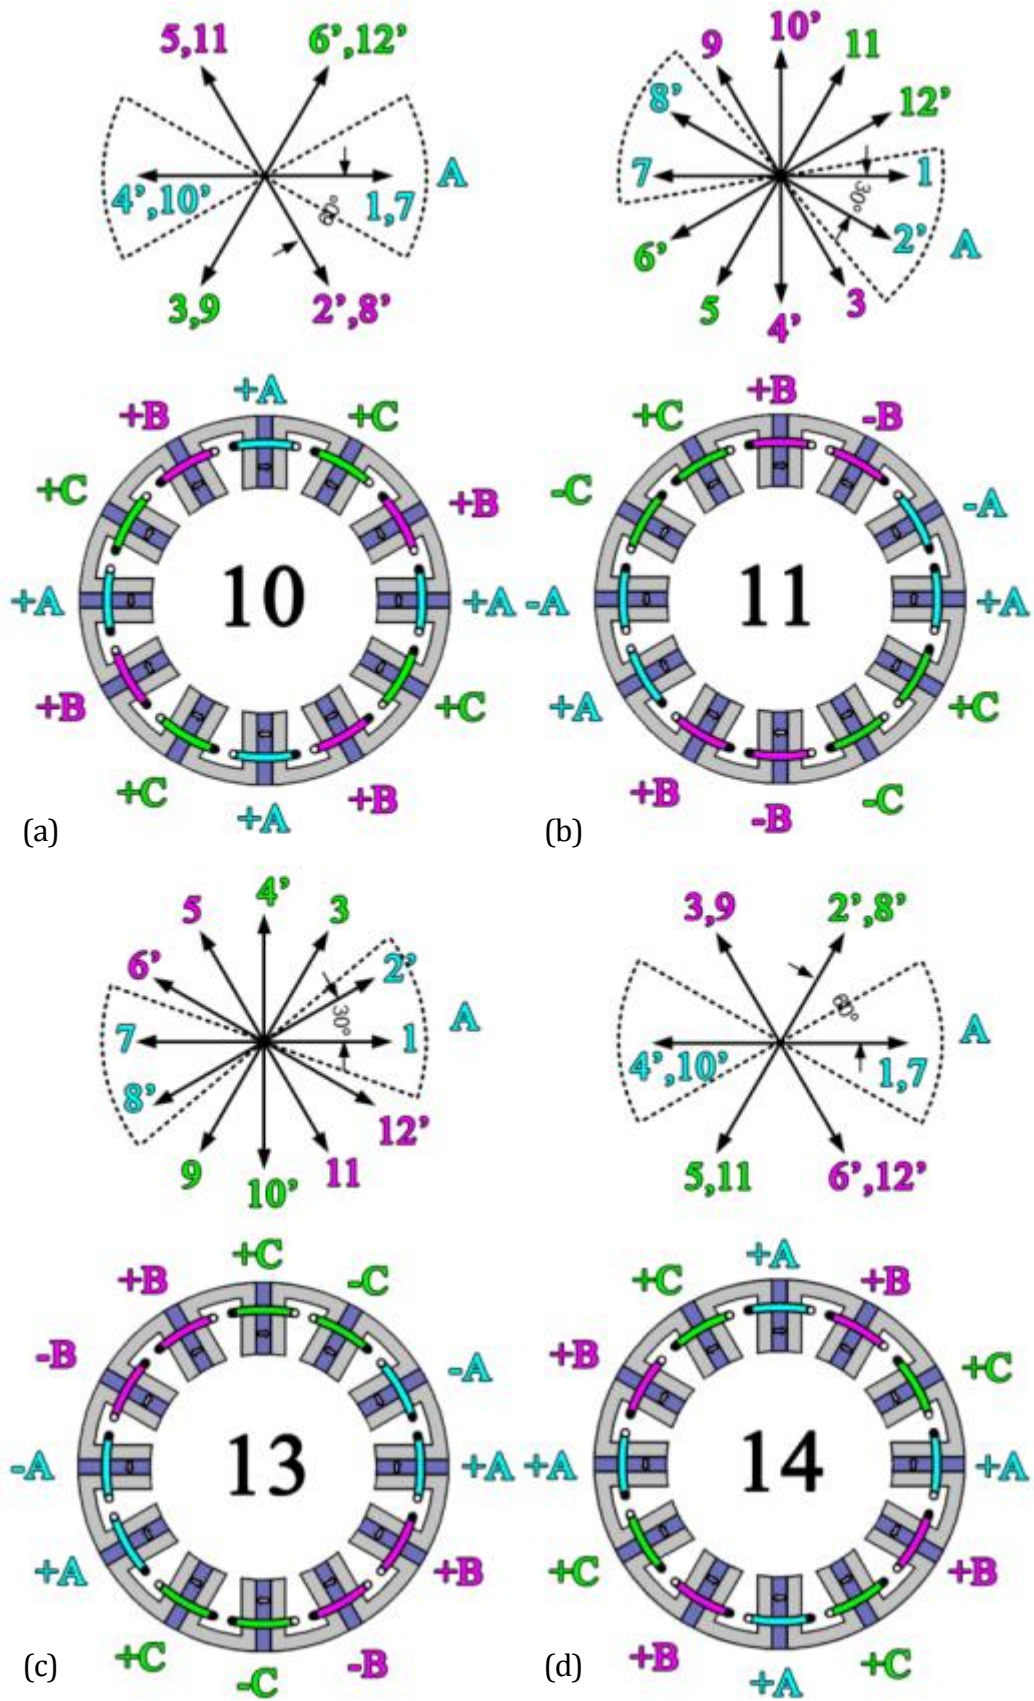 5,11 6’,12’
4’,10’ 1,7 A
60°
3,9 2’,8’
+A
+B +C
+C +B
+A 10 +A
+B +C
+C +B
+A
(a)
10’
9 11
8’ 12’
7 1
30°
6’ 2’ A
5 3
4’
+B
+C -B
-C -A
-A 11 +A
+A +C
+B -C
-B
(b)
4’
5 3
6’ 2’
7 30° 1 A
8’ 12’
9 11
10’
+C
+B -C
-B -A
-A 13 +A
+A +B
+C -B
-C
(c)
3,9 2’,8’
60°
4’,10’ 1,7 A
5,11 6’,12’
+A
+C +B
+B +C
+A 14 +A
+C +B
+B +C
+A
(d)